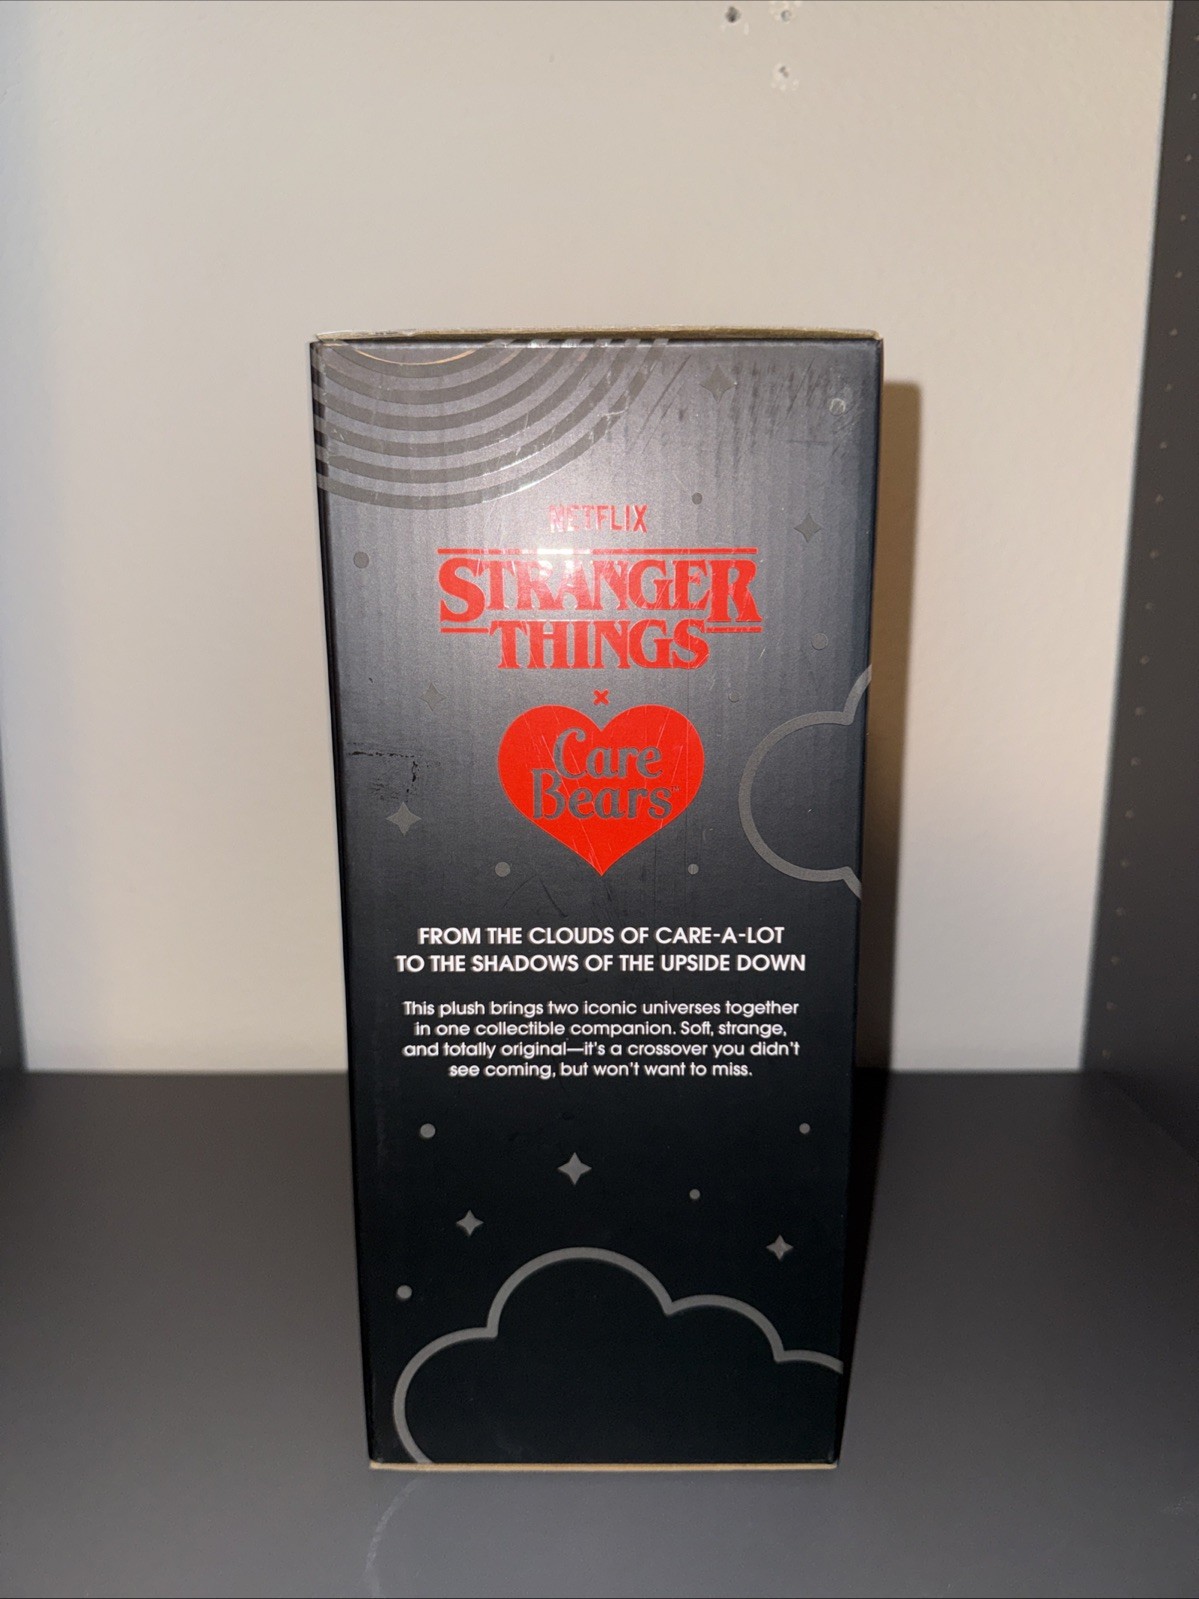 NETFLIX
STRANGER
THINGS
x
Care
Bears™
FROM THE CLOUDS OF CARE-A-LOT
TO THE SHADOWS OF THE UPSIDE DOWN
This plush brings two iconic universes together
in one collectible companion. Soft, strange,
and totally original—it's a crossover you didn't
see coming, but won't want to miss.